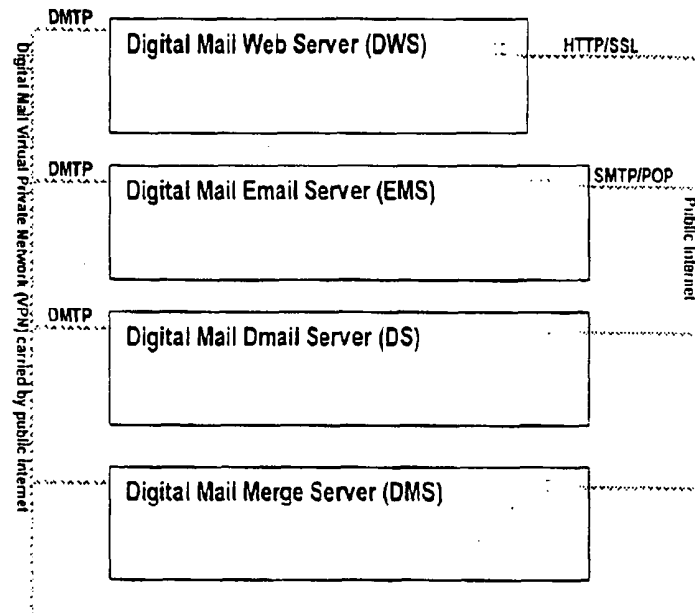 DMTP
Digital Mail Web Server (DWS)
HTTP/SSL
DMTP
Digital Mail Email Server (EMS)
SMTP/POP
DMTP
Digital Mail Dmail Server (DS)
Digital Mail Merge Server (DMS)
Digital Mail Virtual Private Network (VPN) carried by public Internet
Public Internet